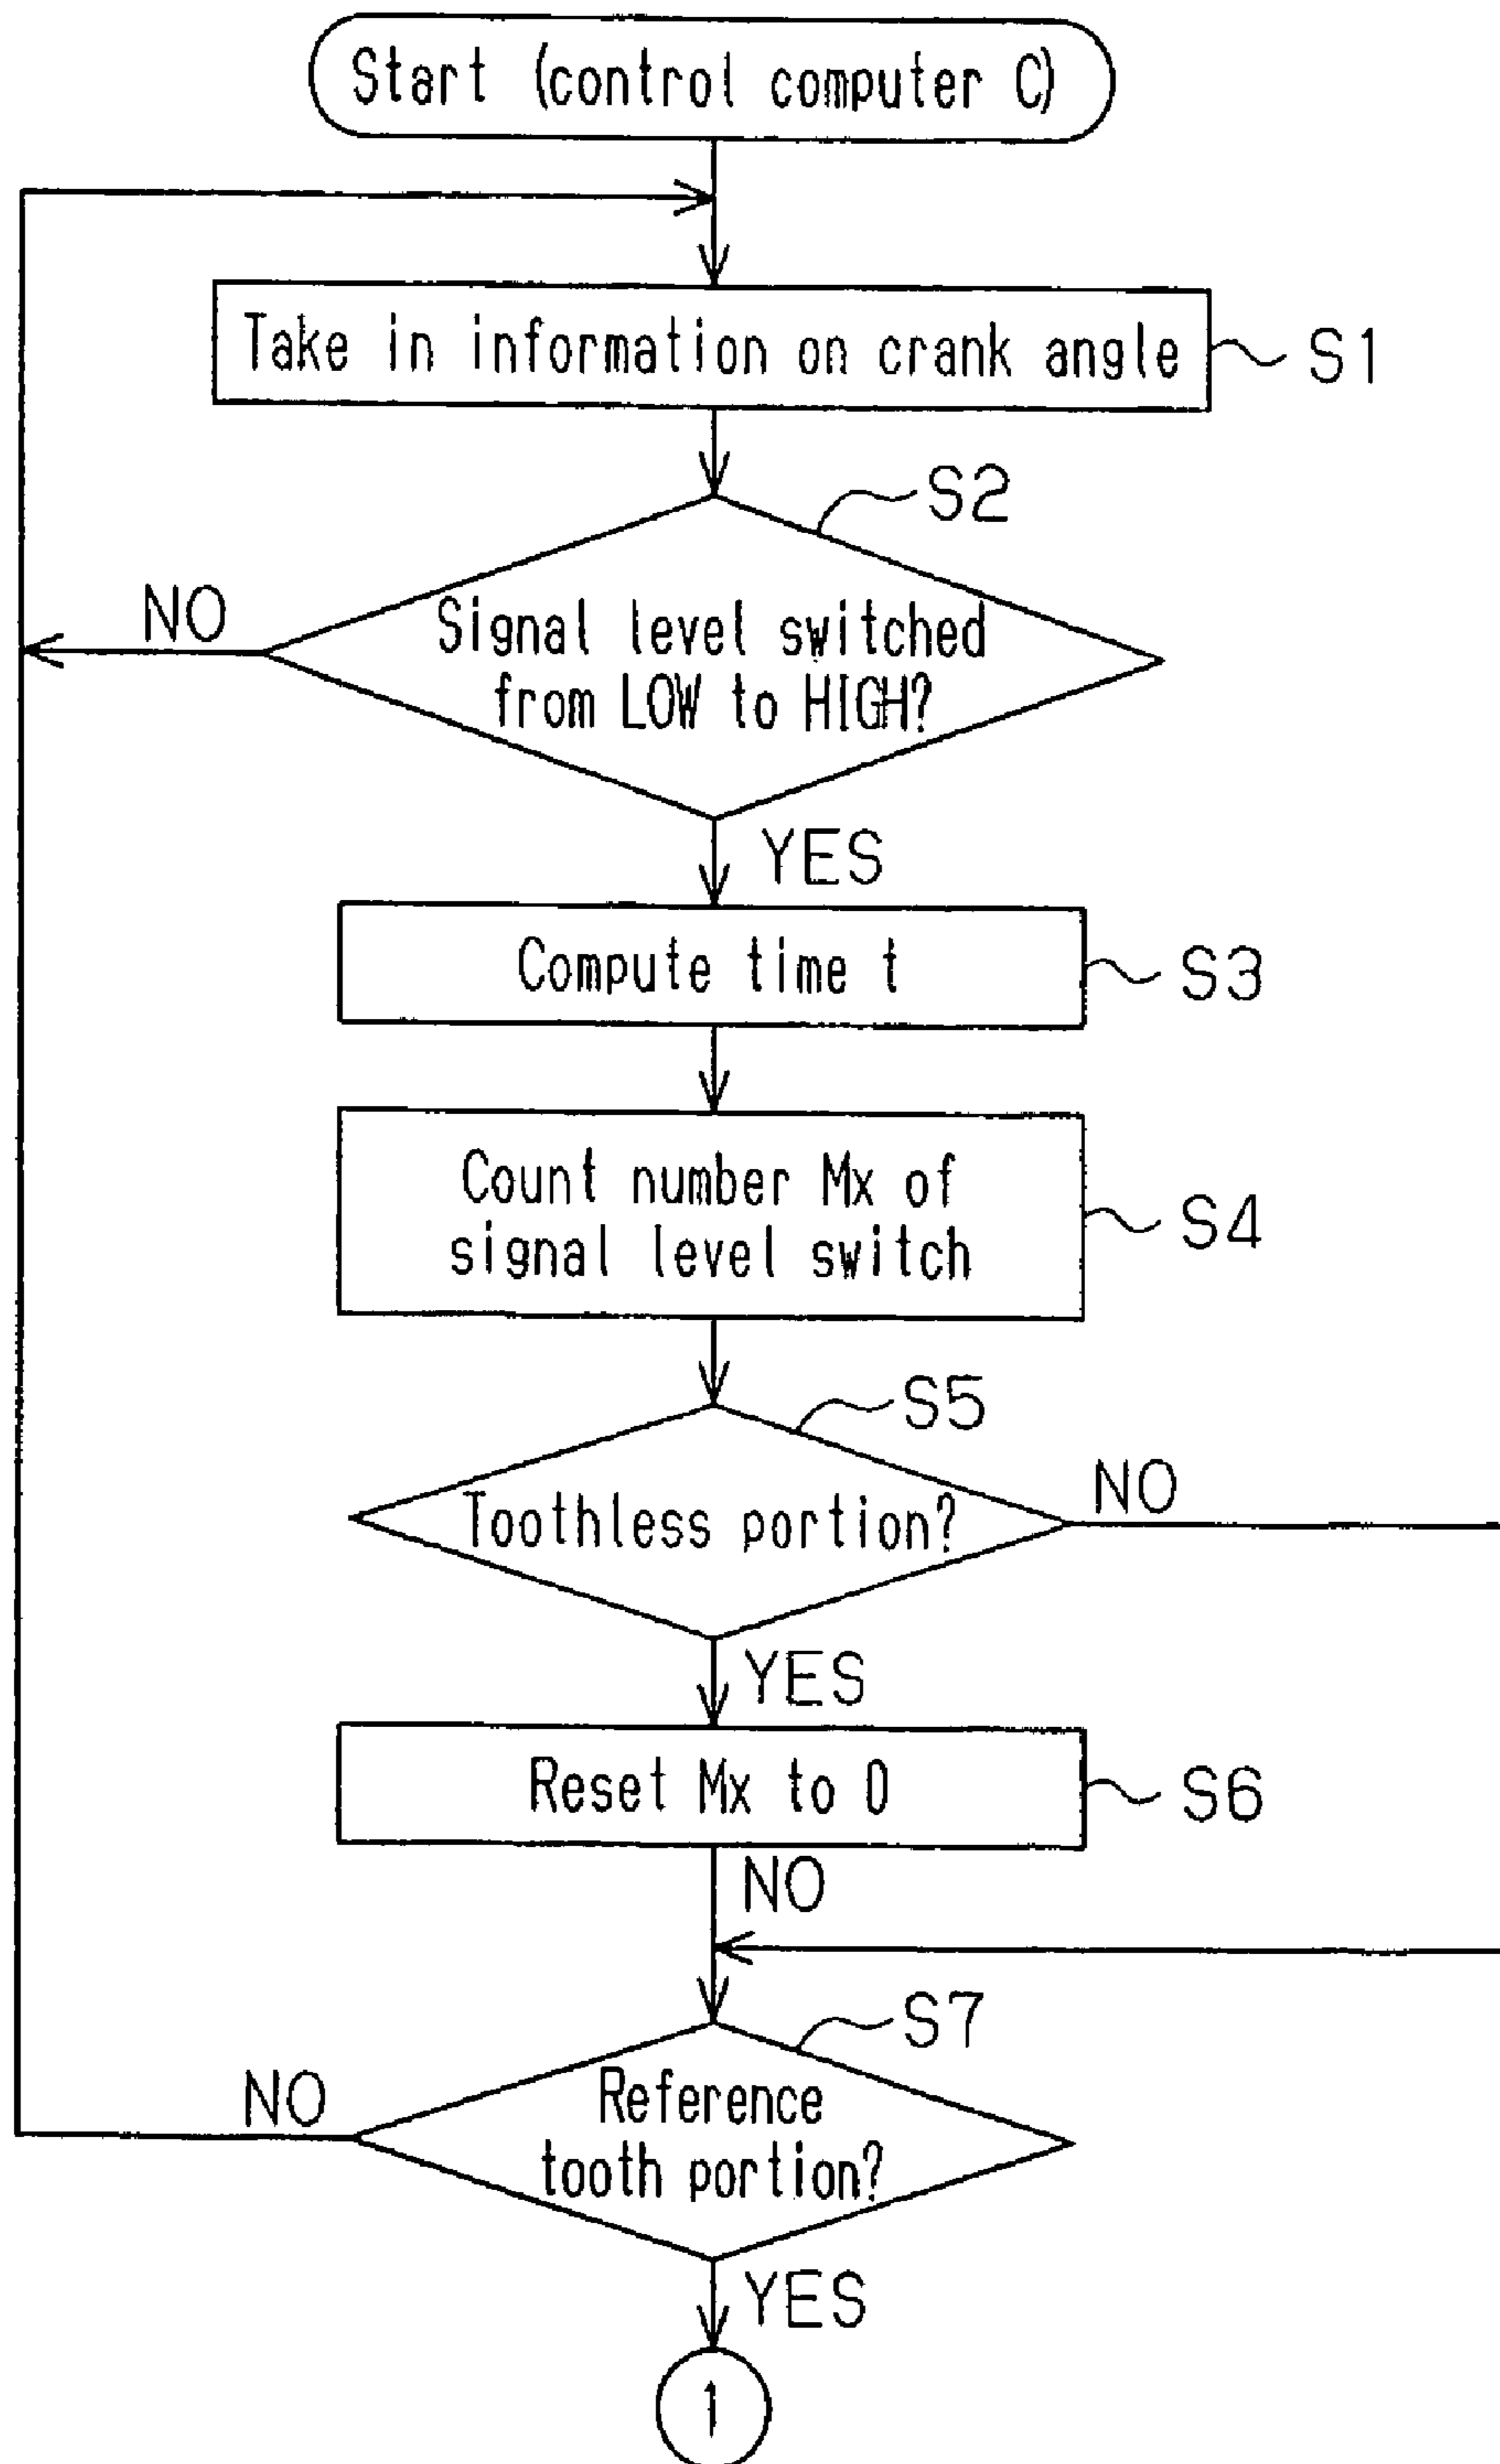 Start (control computer C)
Take in information on crank angle
S1
S2
NO
Signal level switched
from LOW to HIGH?
YES
Compute time t
S3
Count number Mx of
signal level switch
S4
S5
NO
Toothless portion?
YES
Reset Mx to 0
S6
NO
S7
NO
Reference
tooth portion?
YES
1